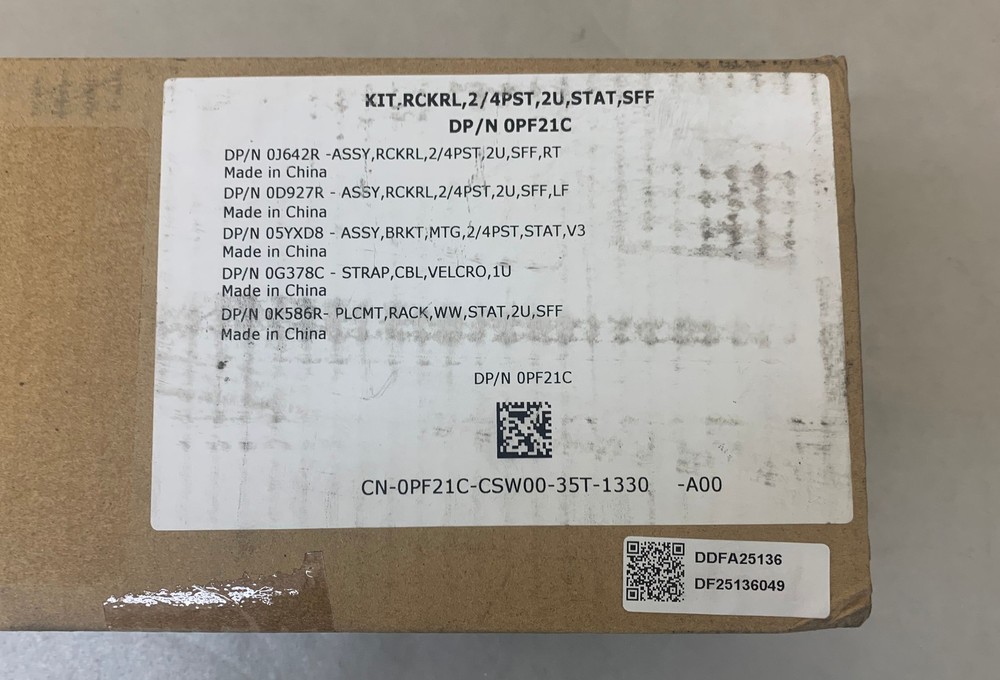 KIT,RCKRL,2/4PST,2U,STAT,SFF
DP/N 0PF21C
DP/N 0J642R -ASSY,RCKRL,2/4PST,2U,SFF,RT
Made in China
DP/N 0D927R - ASSY,RCKRL,2/4PST,2U,SFF,LF
Made in China
DP/N 05YXD8 - ASSY,BRKT,MTG,2/4PST,STAT,V3
Made in China
DP/N 0G378C - STRAP,CBL,VELCRO,1U
Made in China
DP/N 0K586R- PLCMT,RACK,WW,STAT,2U,SFF
Made in China
DP/N 0PF21C
CN-0PF21C-CSW00-35T-1330 -A00
DDFA25136
DF25136049